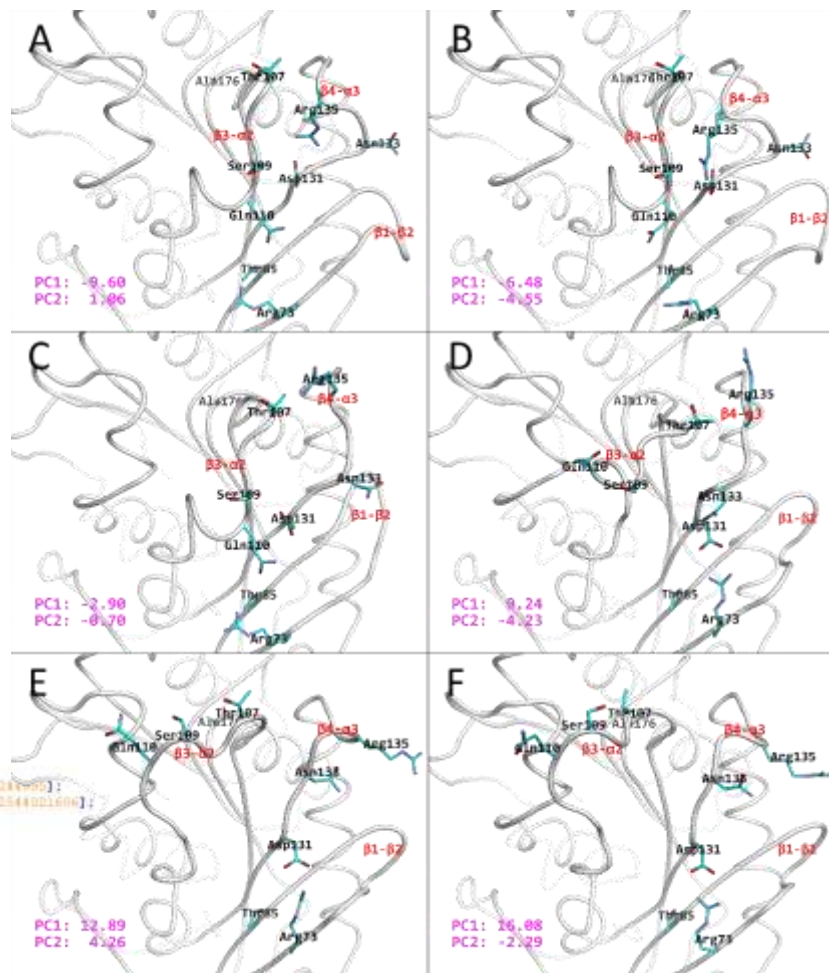 A
Ala176
Thr107
β4-α3
Arg135
Asn133
β3-α2
Ser109
Asp131
Gln110
β1-β2
Thr85
Arg73
PC1: -9.60
PC2: 1.06
B
Ala176
Thr107
β4-α3
Arg135
Asn133
β3-α2
Ser109
Asp131
Gln110
β1-β2
Thr85
Arg73
PC1: -6.48
PC2: -4.55
C
Arg135
Ala176
β4-α3
Thr107
β3-α2
Asn133
Ser109
β1-β2
Asp131
Gln110
Thr85
Arg73
PC1: -2.90
PC2: -0.70
D
Arg135
Ala176
β4-α3
Thr107
β3-α2
Gln110
Ser109
Asn133
Asp131
β1-β2
Thr85
Arg73
PC2: -4.23
E
Thr107
Ser109
β4-α3
Gln110
β3-α2
Arg135
Asp131
β1-β2
Thr85
Arg73
PC1: 12.89
PC2: 4.26
F
Thr107
Ser109
Ala176
β4-α3
Gln110
β3-α2
Arg135
Asp131
β1-β2
Thr85
Arg73
PC1: 16.08
PC2: -2.29